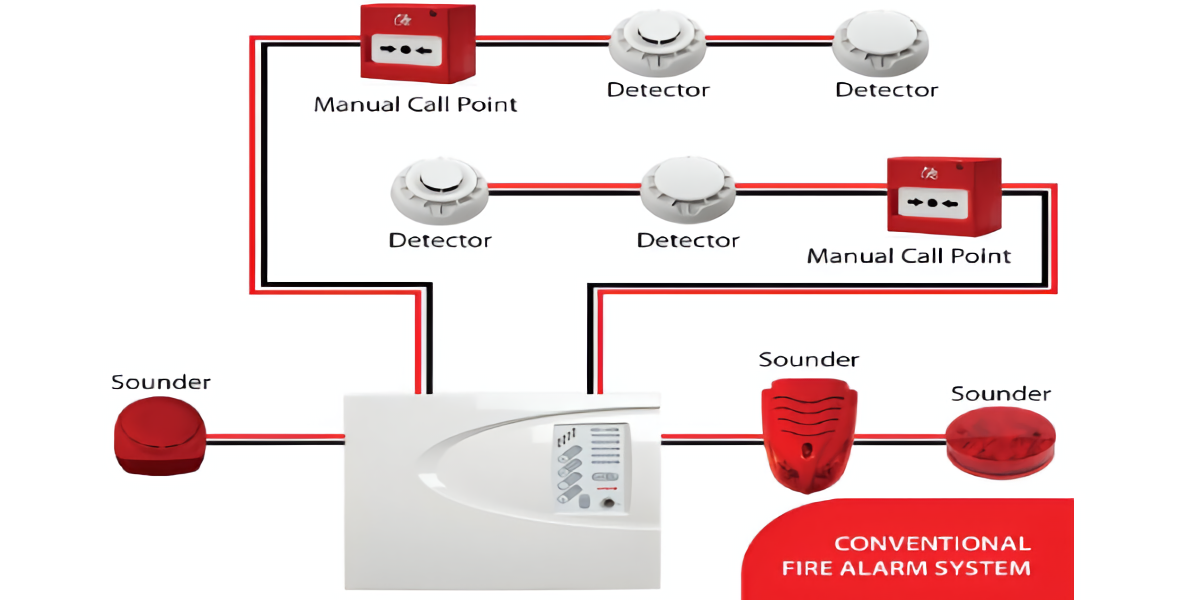 Manual Call Point
Detector
Detector
Detector
Detector
Manual Call Point
Sounder
Sounder
Sounder
CONVENTIONAL
FIRE ALARM SYSTEM